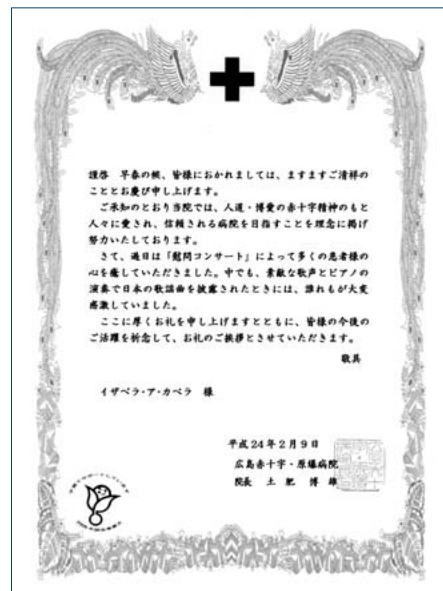 謹啓 早春の候、皆様におかれましては、ますますご清祥の
こととお慶び申し上げます。
ご承知のとおり当院では、人道・博愛の赤十字精神のもと
人々に愛され、信頼される病院を目指すことを理念に掲げ
努力いたしております。
さて、過日は「慰問コンサート」によって多くの患者様の
心を癒していただきました。中でも、素敵な歌声とピアノの
演奏で日本の歌謡曲を披露されたときには、誰れもが大変
感激していました。
ここに厚くお礼を申し上げますとともに、皆様の今後の
ご活躍を祈念して、お礼のご挨拶とさせていただきます。
敬具
イザベラ・ア・カペラ 様
平成24年2月9日
広島赤十字・原爆病院
院長 土肥博雄